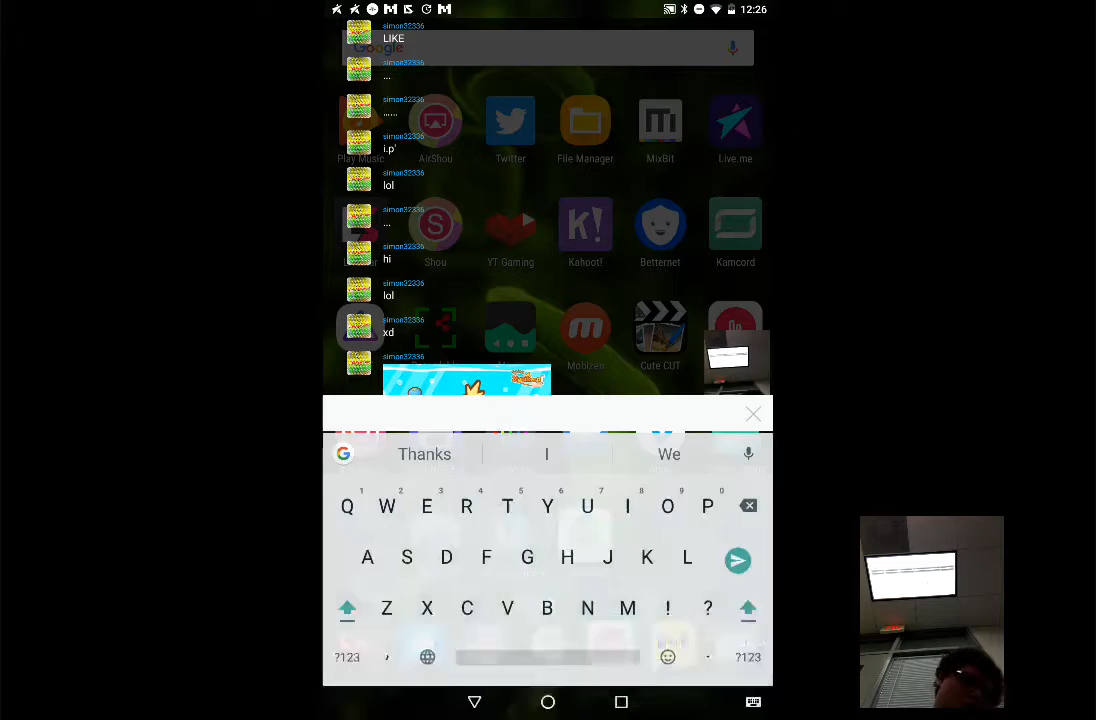 12:26
simon32336
LIKE
Google
simon32336
...
simon32336
......
simon32336
i.p'
simon32336
lol
simon32336
...
simon32336
hi
simon32336
lol
simon32336
xd
simon32336
Play Music AirShou Twitter File Manager MixBit Live.me
Shou YT Gaming Kahoot! Betternet Kamcord
K!
Mobizen Cute CUT
Thanks I We
1 2 3 4 5 6 7 8 9 0
Q W E R T Y U I O P
A S D F G H J K L
Z X C V B N M ! ?
?123 , . ?123